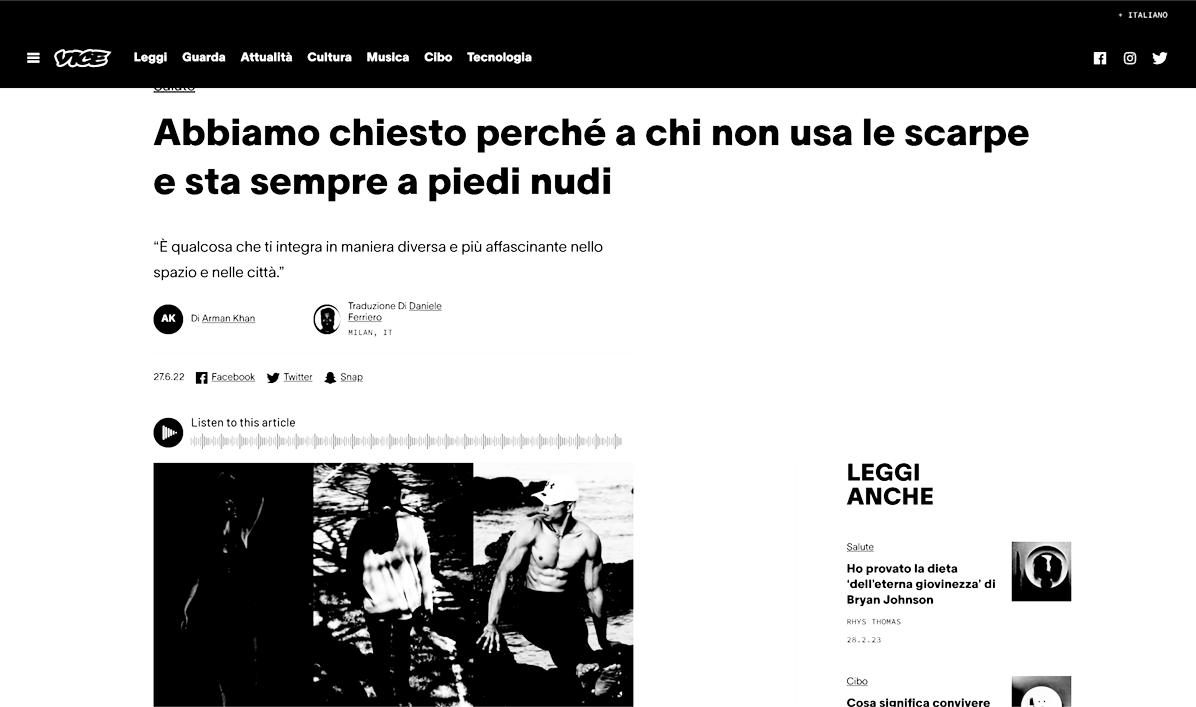 + ITALIANO
VICE
Leggi Guarda Attualità Cultura Musica Cibo Tecnologia
Salute
Abbiamo chiesto perché a chi non usa le scarpe
e sta sempre a piedi nudi
“È qualcosa che ti integra in maniera diversa e più affascinante nello
spazio e nelle città.”
AK
Di Arman Khan
Traduzione Di Daniele
Ferriero
MILAN, IT
27.6.22 Facebook Twitter Snap
Listen to this article
LEGGI
ANCHE
Salute
Ho provato la dieta
‘dell'eterna giovinezza’ di
Bryan Johnson
RHYS THOMAS
28.2.23
Cibo
Cosa significa convivere